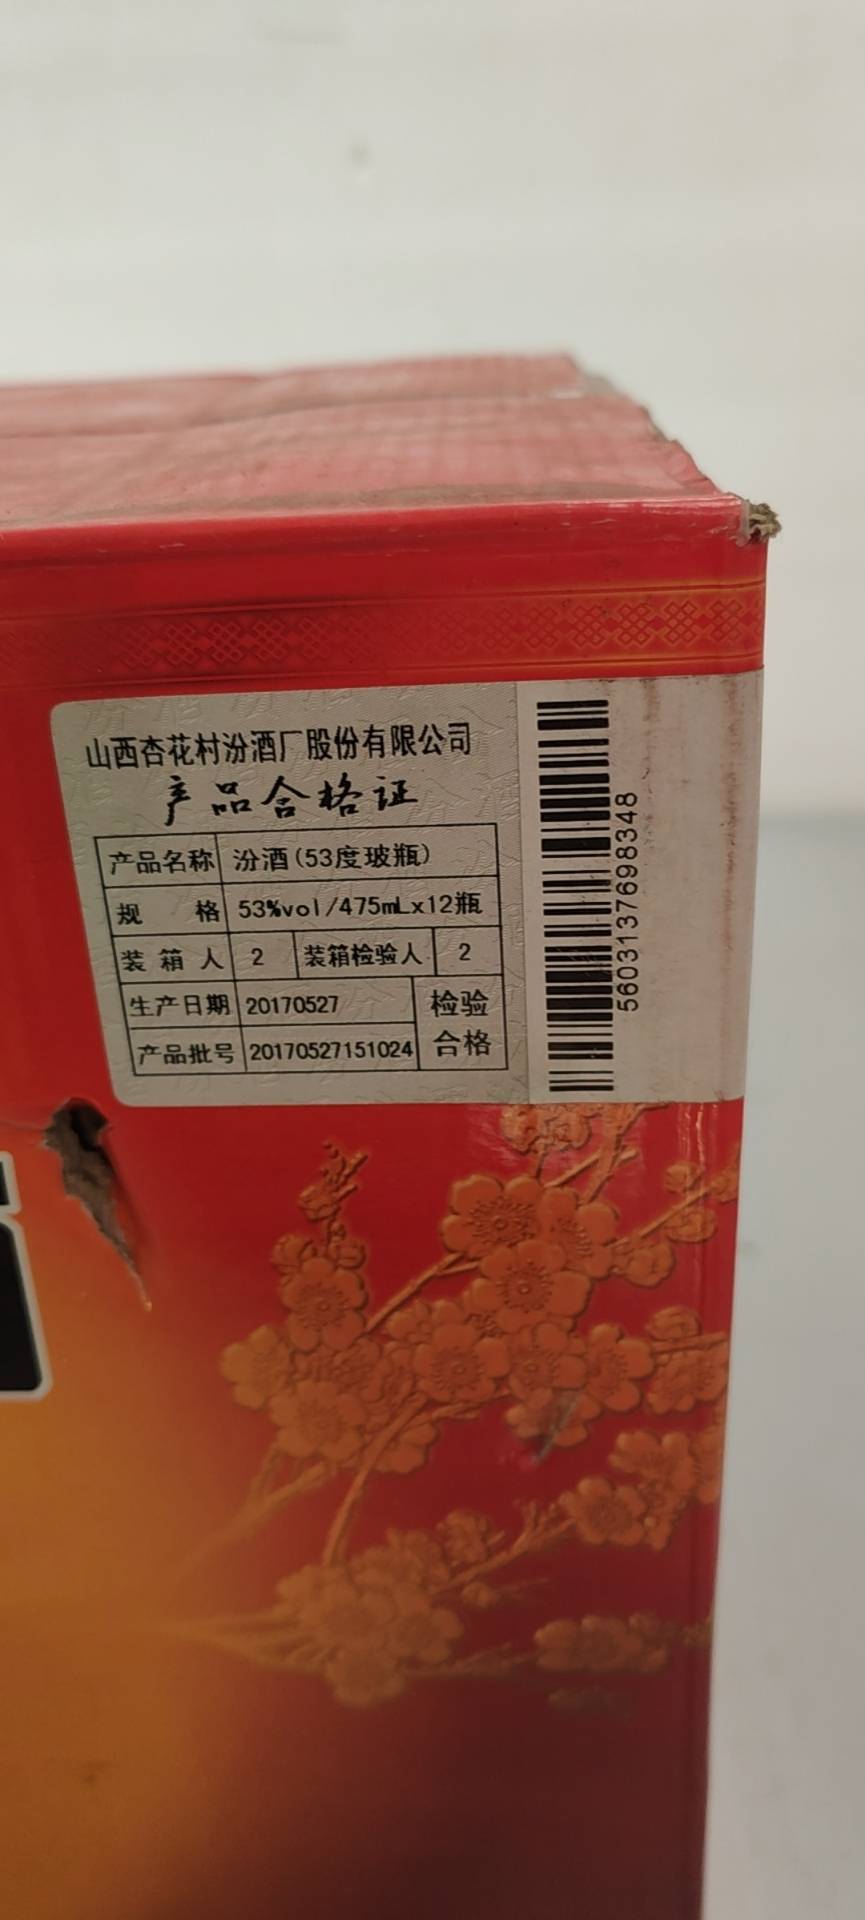 山西杏花村汾酒厂股份有限公司
产品合格证
产品名称 汾酒(53度玻瓶)
规 格 53%vol/475mLx12瓶
装箱人 2 装箱检验人 2
生产日期 20170527 检验
产品批号 20170527151024 合格
5603137698348